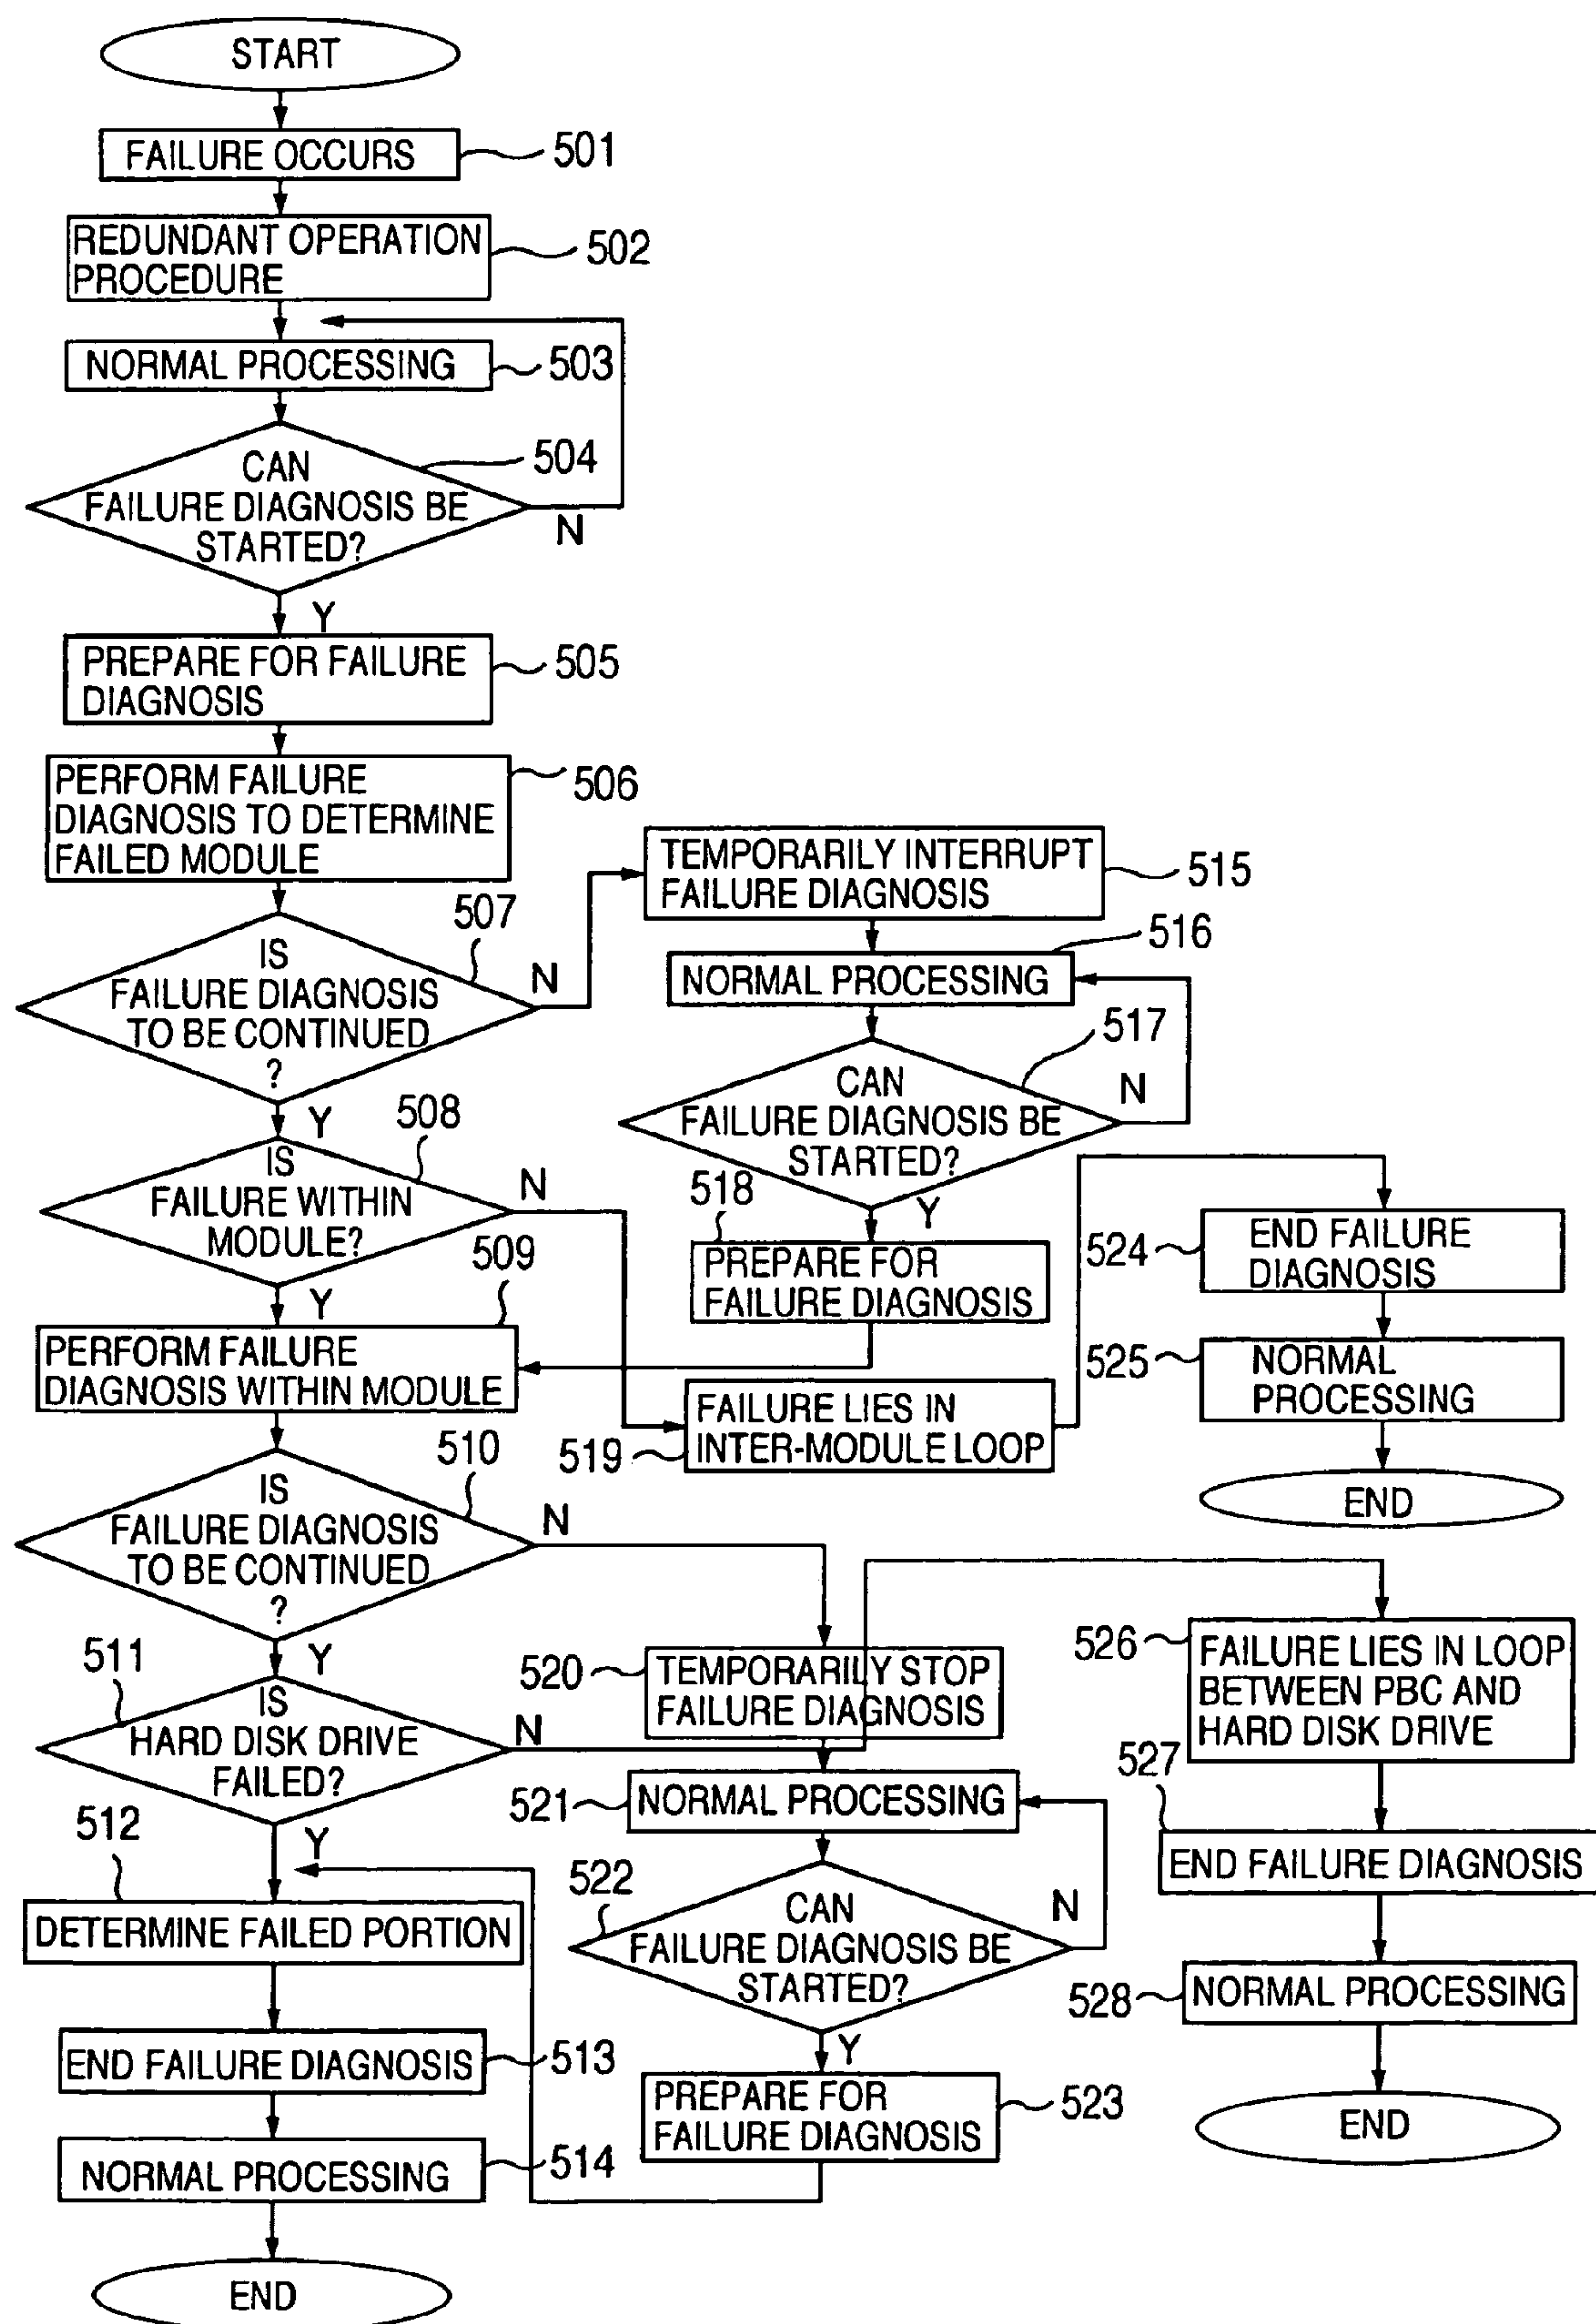 START
FAILURE OCCURS
501
REDUNDANT OPERATION
PROCEDURE
502
NORMAL PROCESSING
503
CAN
FAILURE DIAGNOSIS BE
STARTED?
504
N
Y
PREPARE FOR FAILURE
DIAGNOSIS
505
PERFORM FAILURE
DIAGNOSIS TO DETERMINE
FAILED MODULE
506
IS
FAILURE DIAGNOSIS
TO BE CONTINUED
?
507
N
Y
IS
FAILURE WITHIN
MODULE?
508
N
Y
PERFORM FAILURE
DIAGNOSIS WITHIN MODULE
509
IS
FAILURE DIAGNOSIS
TO BE CONTINUED
?
510
N
Y
IS
HARD DISK DRIVE
FAILED?
511
N
Y
DETERMINE FAILED PORTION
512
END FAILURE DIAGNOSIS
513
NORMAL PROCESSING
514
END
TEMPORARILY INTERRUPT
FAILURE DIAGNOSIS
515
NORMAL PROCESSING
516
CAN
FAILURE DIAGNOSIS BE
STARTED?
517
N
Y
PREPARE FOR
FAILURE DIAGNOSIS
518
FAILURE LIES IN
INTER-MODULE LOOP
519
TEMPORARILY STOP
FAILURE DIAGNOSIS
520
NORMAL PROCESSING
521
CAN
FAILURE DIAGNOSIS BE
STARTED?
522
N
Y
PREPARE FOR
FAILURE DIAGNOSIS
523
END FAILURE
DIAGNOSIS
524
NORMAL
PROCESSING
525
END
FAILURE LIES IN LOOP
BETWEEN PBC AND
HARD DISK DRIVE
526
END FAILURE DIAGNOSIS
527
NORMAL PROCESSING
528
END